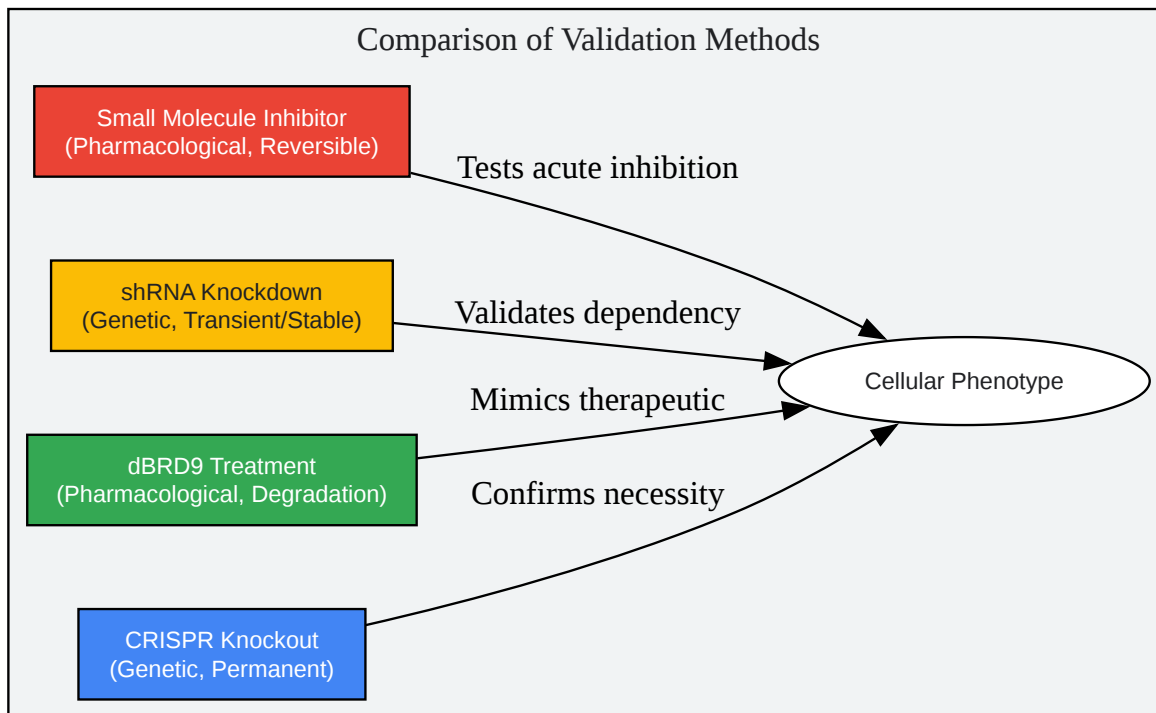 Comparison of Validation Methods
Small Molecule Inhibitor
(Pharmacological, Reversible)
Tests acute inhibition
shRNA Knockdown
(Genetic, Transient/Stable)
Validates dependency
Cellular Phenotype
Mimics therapeutic
dBRD9 Treatment
(Pharmacological, Degradation)
Confirms necessity
CRISPR Knockout
(Genetic, Permanent)